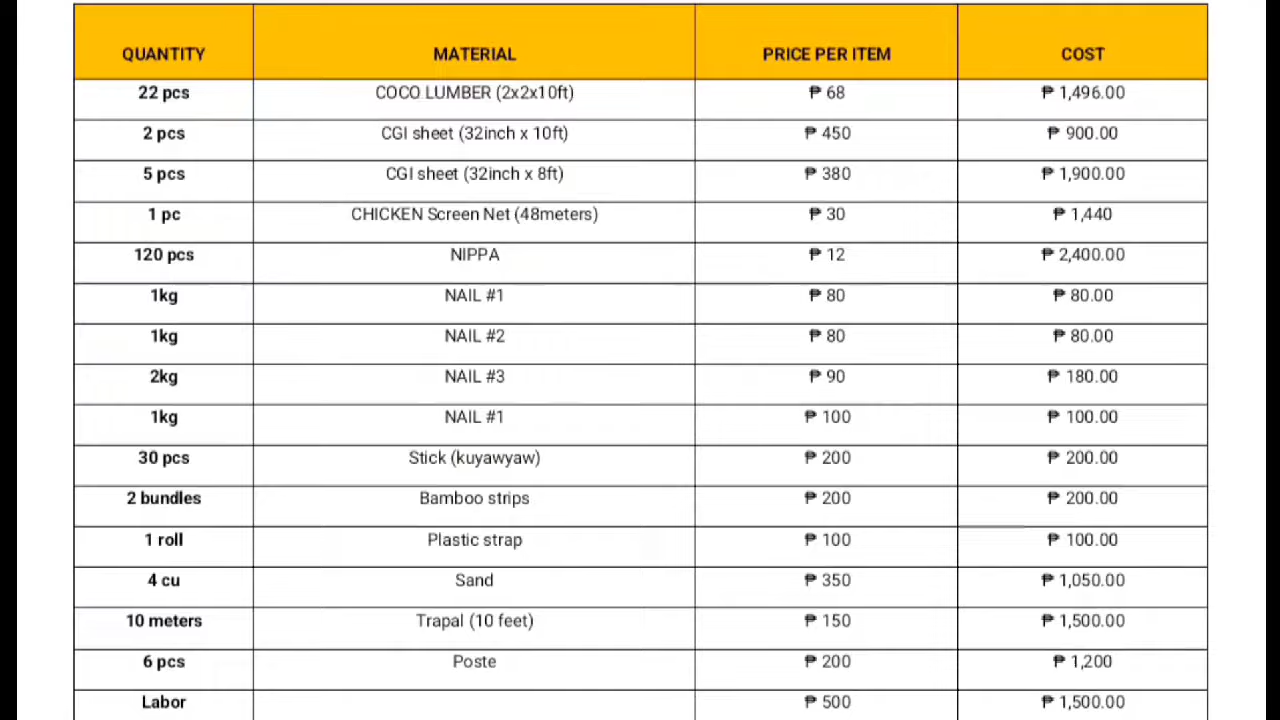 QUANTITY MATERIAL PRICE PER ITEM COST
22 pcs COCO LUMBER (2x2x10ft) ₱ 68 ₱ 1,496.00
2 pcs CGI sheet (32inch x 10ft) ₱ 450 ₱ 900.00
5 pcs CGI sheet (32inch x 8ft) ₱ 380 ₱ 1,900.00
1 pc CHICKEN Screen Net (48meters) ₱ 30 ₱ 1,440
120 pcs NIPPA ₱ 12 ₱ 2,400.00
1kg NAIL #1 ₱ 80 ₱ 80.00
1kg NAIL #2 ₱ 80 ₱ 80.00
2kg NAIL #3 ₱ 90 ₱ 180.00
1kg NAIL #1 ₱ 100 ₱ 100.00
30 pcs Stick (kuyawyaw) ₱ 200 ₱ 200.00
2 bundles Bamboo strips ₱ 200 ₱ 200.00
1 roll Plastic strap ₱ 100 ₱ 100.00
4 cu Sand ₱ 350 ₱ 1,050.00
10 meters Trapal (10 feet) ₱ 150 ₱ 1,500.00
6 pcs Poste ₱ 200 ₱ 1,200
Labor ₱ 500 ₱ 1,500.00